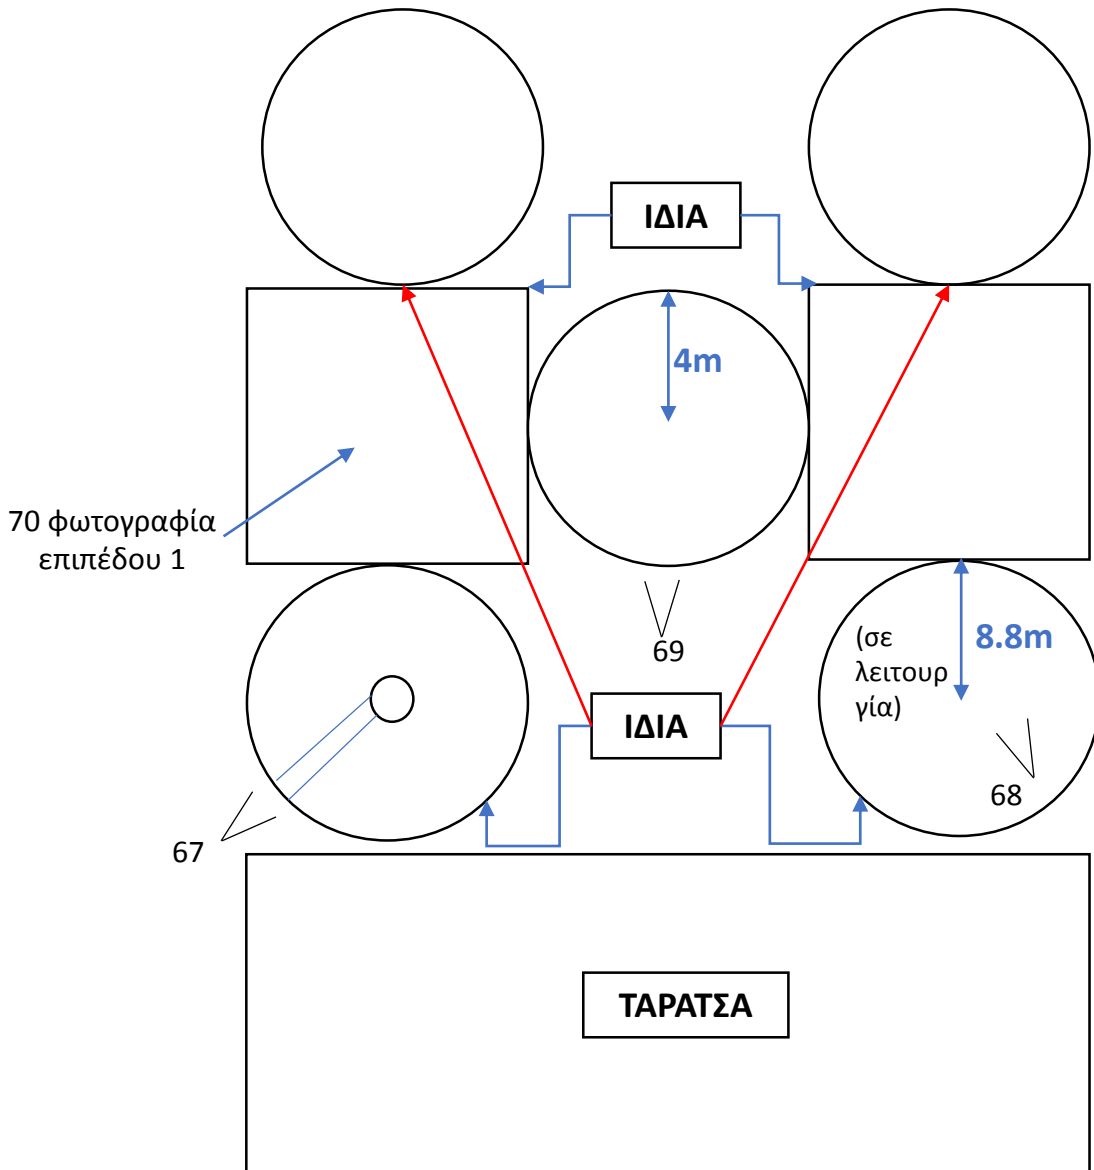 ΙΔΙΑ
4m
70 φωτογραφία
επιπέδου 1
69
(σε
λειτουρ
γία)
8.8m
ΙΔΙΑ
68
67
ΤΑΡΑΤΣΑ